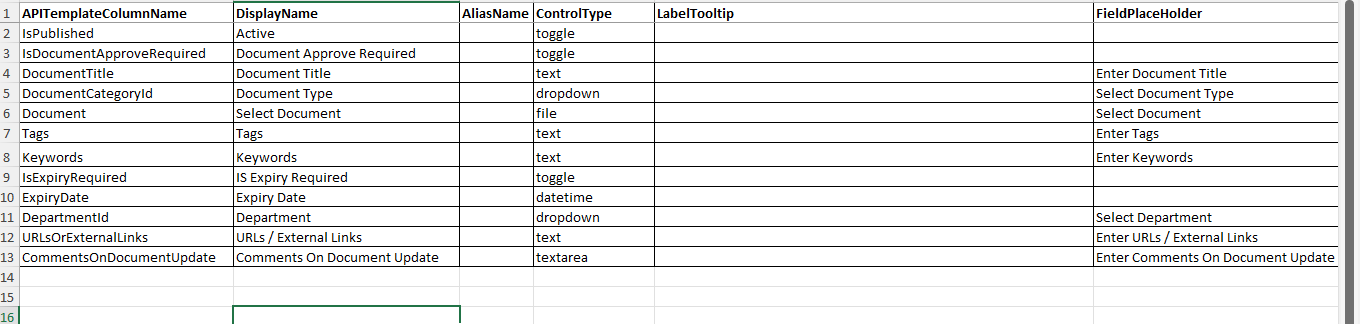 1 APITemplateColumnName DisplayName AliasName ControlType LabelTooltip FieldPlaceHolder
2 IsPublished Active toggle
3 IsDocumentApproveRequired Document Approve Required toggle
4 DocumentTitle Document Title text Enter Document Title
5 DocumentCategoryId Document Type dropdown Select Document Type
6 Document Select Document file Select Document
7 Tags Tags text Enter Tags
8 Keywords Keywords text Enter Keywords
9 IsExpiryRequired IS Expiry Required toggle
10 ExpiryDate Expiry Date datetime
11 DepartmentId Department dropdown Select Department
12 URLsOrExternalLinks URLs / External Links text Enter URLs / External Links
13 CommentsOnDocumentUpdate Comments On Document Update textarea Enter Comments On Document Update
14
15
16